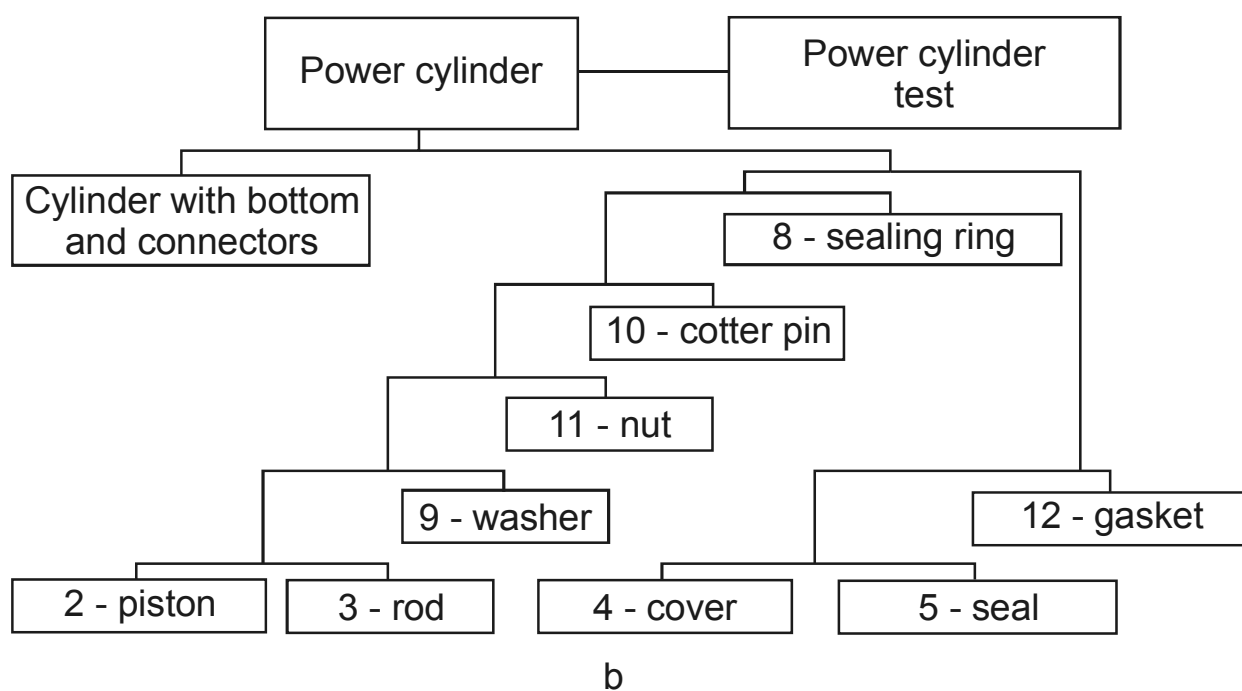 Power cylinder
Power cylinder
test
Cylinder with bottom
and connectors
8 - sealing ring
10 - cotter pin
11 - nut
9 - washer
12 - gasket
2 - piston
3 - rod
4 - cover
5 - seal
b